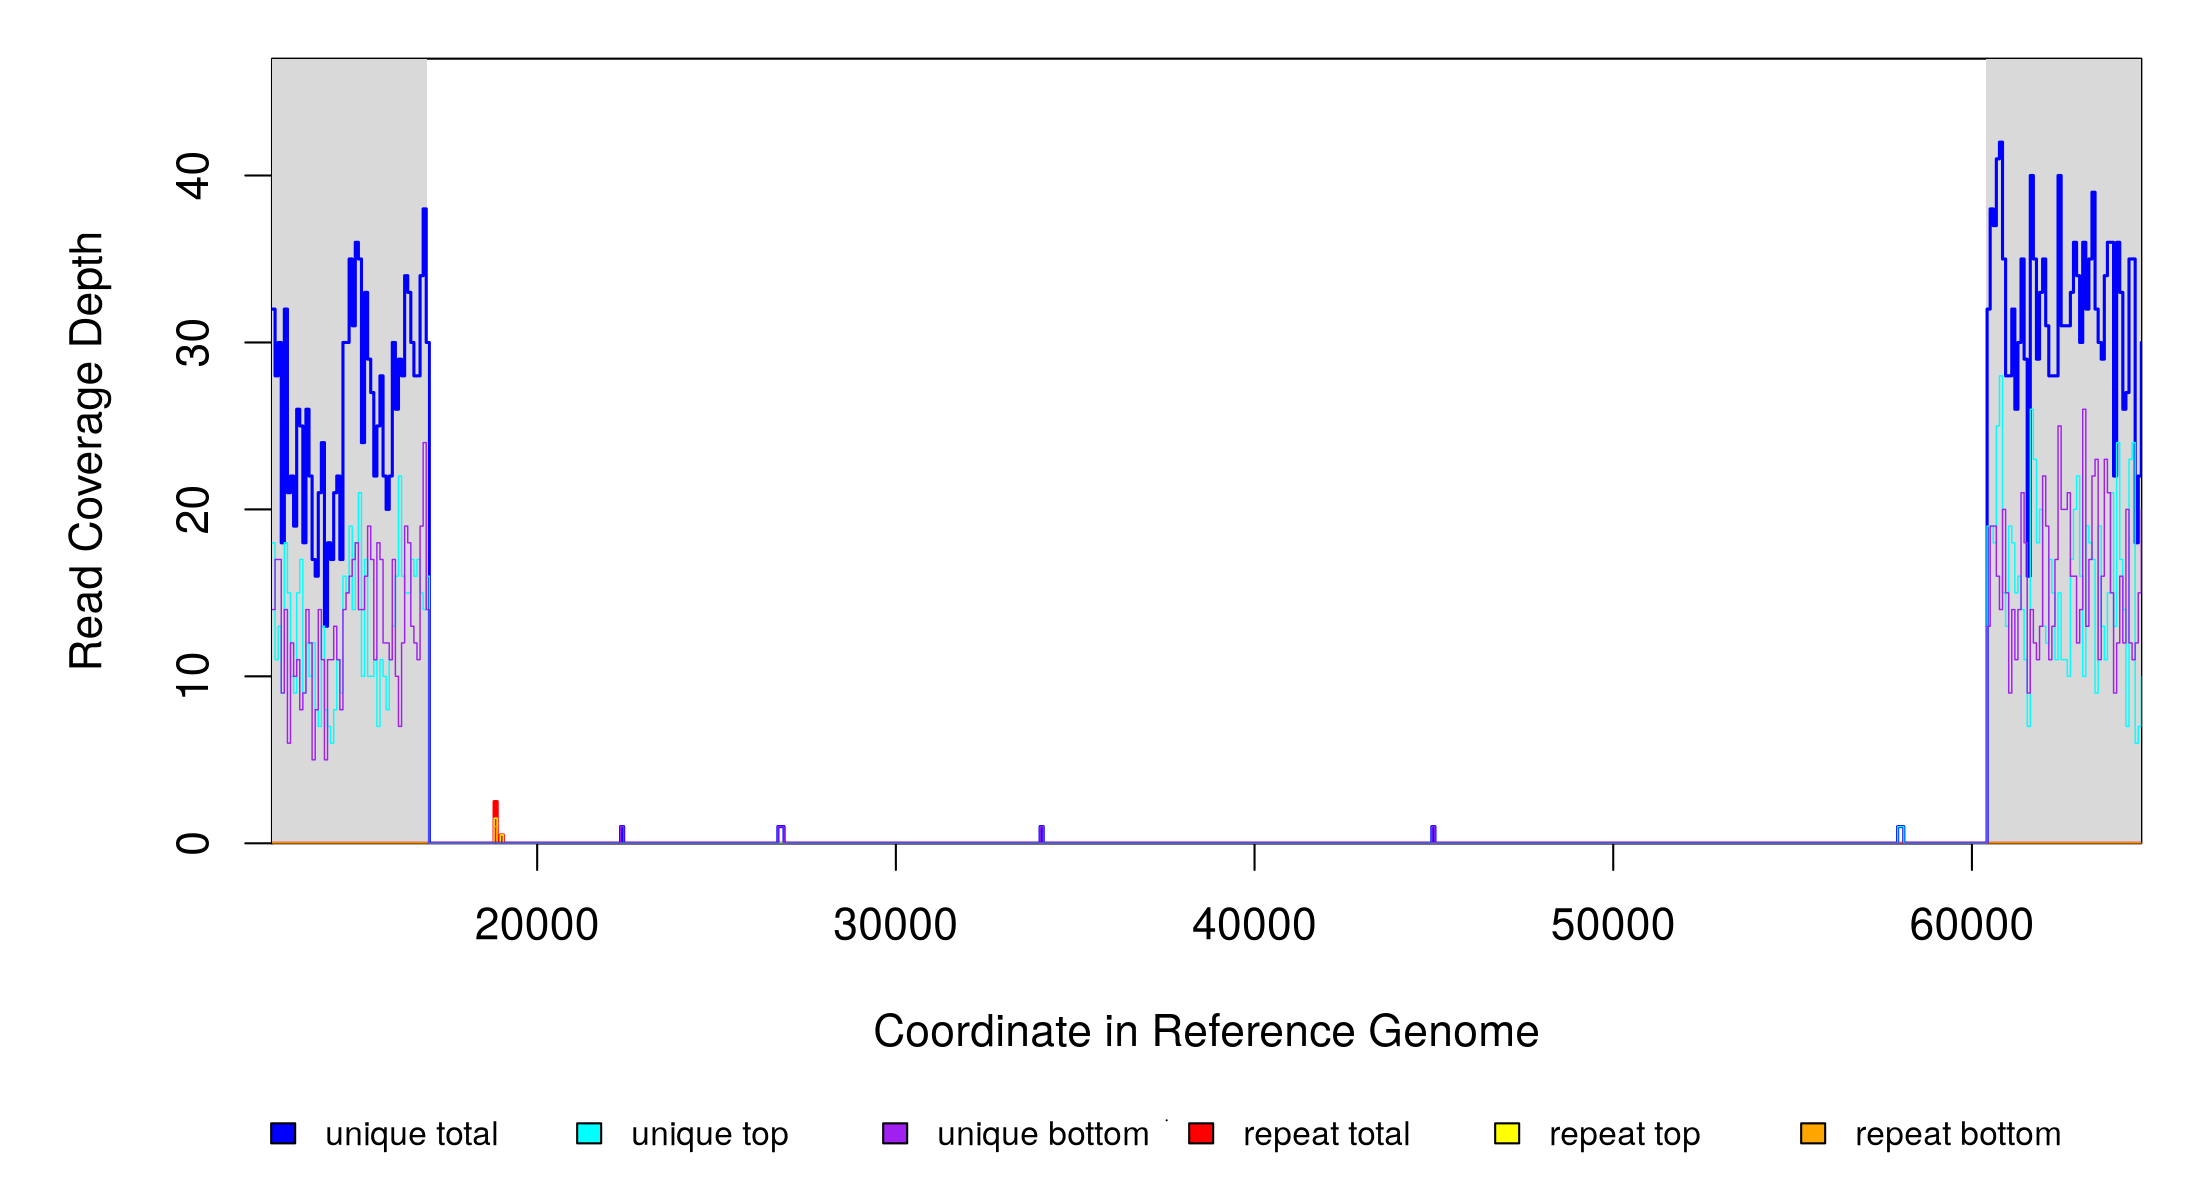 Read Coverage Depth
40
30
20
10
0
20000 30000 40000 50000 60000
Coordinate in Reference Genome
unique total unique top unique bottom repeat total repeat top repeat bottom